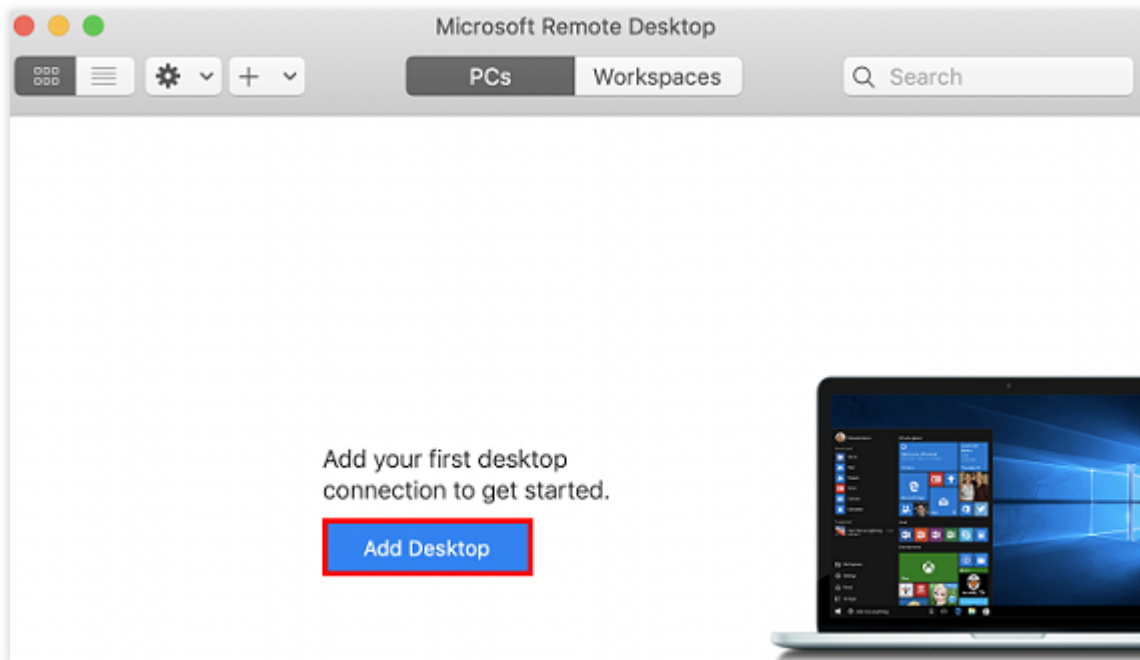 Microsoft Remote Desktop
PCs
Workspaces
Search
Add your first desktop
connection to get started.
Add Desktop